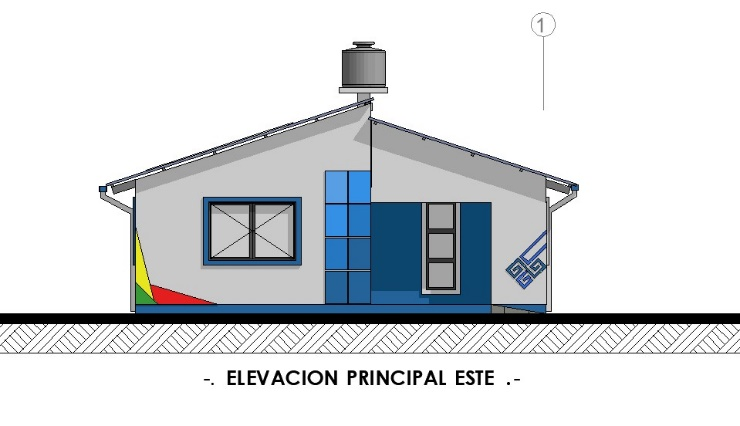 1
-. ELEVACION PRINCIPAL ESTE .-